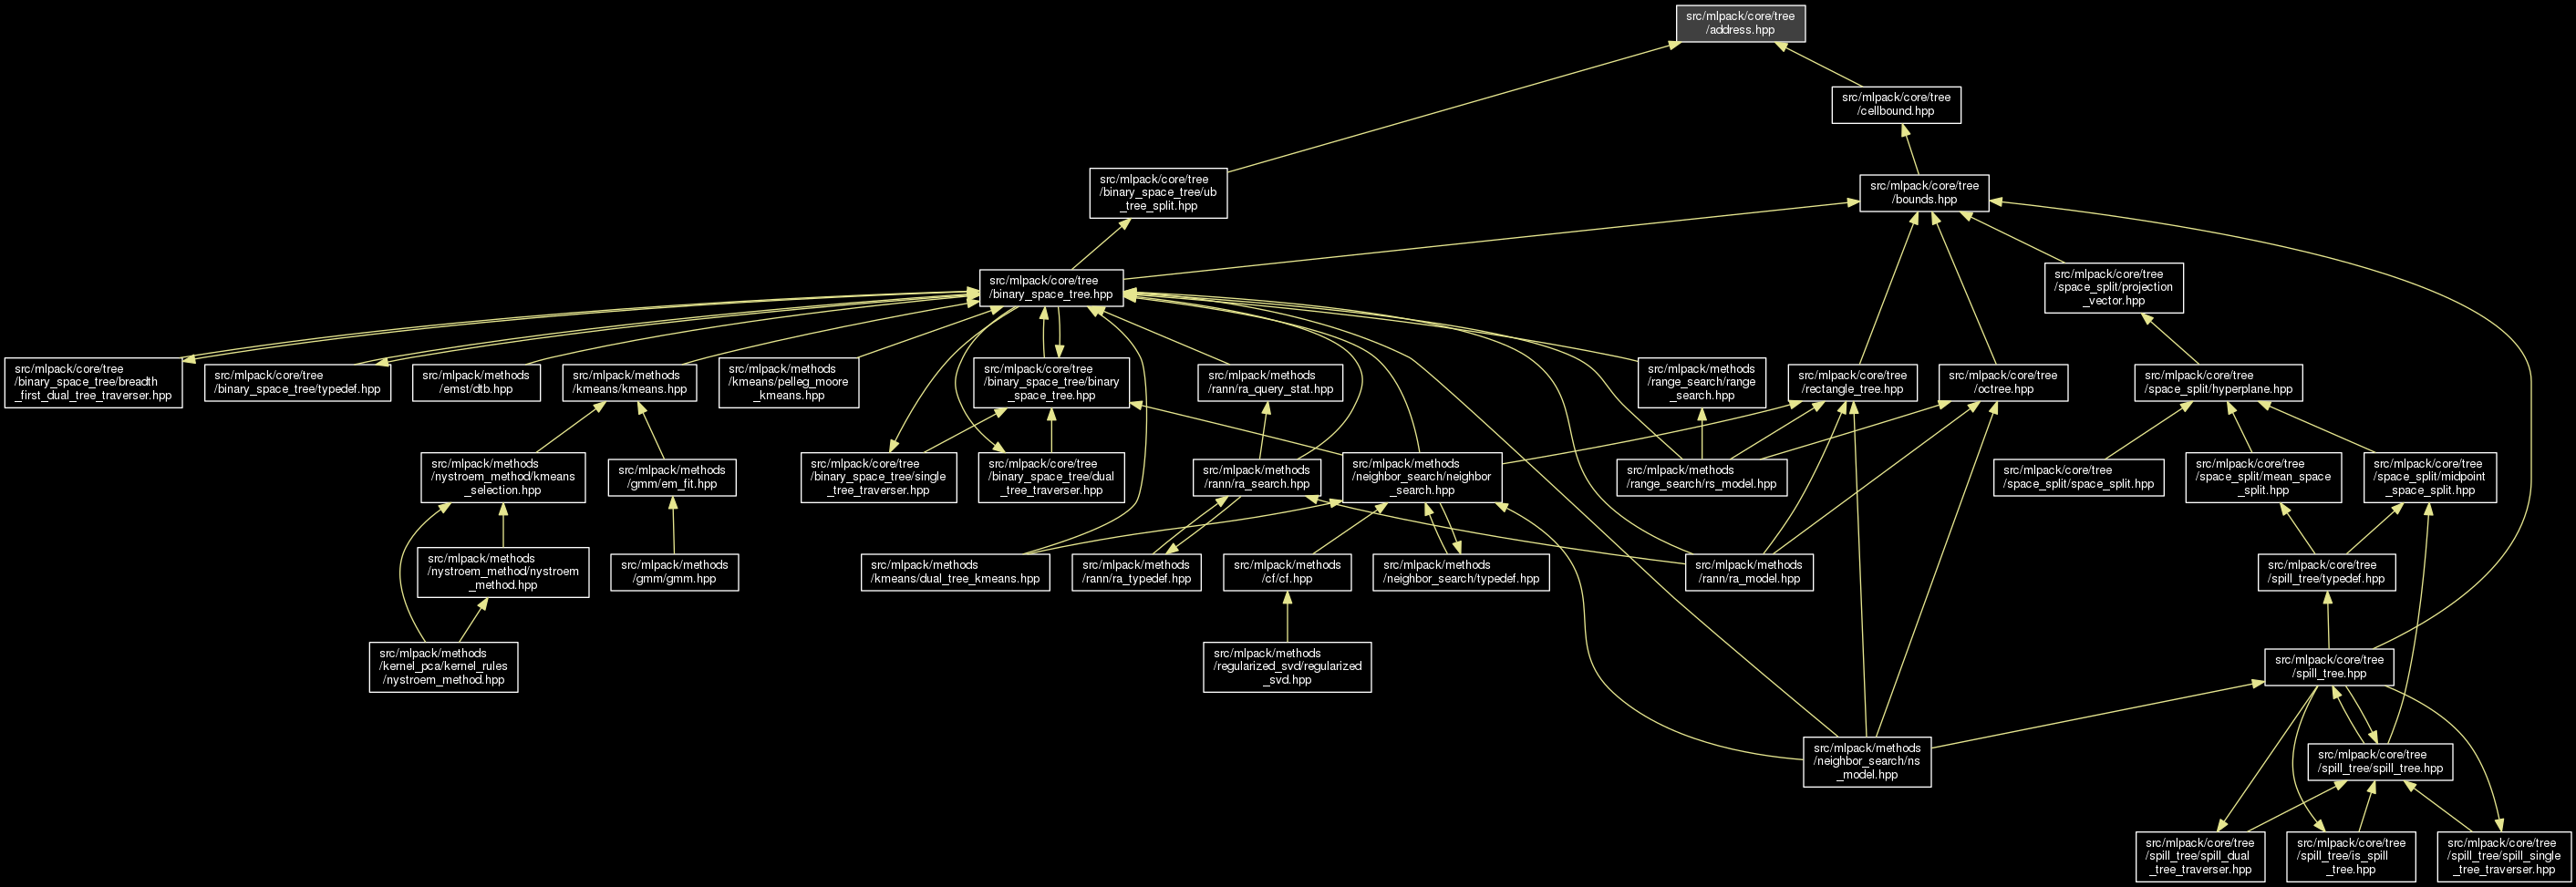 src/mlpack/core/tree
/address.hpp
src/mlpack/core/tree
/cellbound.hpp
src/mlpack/core/tree
/binary_space_tree/ub
_tree_split.hpp
src/mlpack/core/tree
/bounds.hpp
src/mlpack/core/tree
/binary_space_tree.hpp
src/mlpack/core/tree
/space_split/projection
_vector.hpp
src/mlpack/core/tree
/binary_space_tree/breadth
_first_dual_tree_traverser.hpp
src/mlpack/core/tree
/binary_space_tree/typedef.hpp
src/mlpack/methods
/emst/dtb.hpp
src/mlpack/methods
/kmeans/kmeans.hpp
src/mlpack/methods
/kmeans/pelleg_moore
_kmeans.hpp
src/mlpack/core/tree
/binary_space_tree/binary
_space_tree.hpp
src/mlpack/methods
/rann/ra_query_stat.hpp
src/mlpack/methods
/range_search/range
_search.hpp
src/mlpack/core/tree
/rectangle_tree.hpp
src/mlpack/core/tree
/octree.hpp
src/mlpack/core/tree
/space_split/hyperplane.hpp
src/mlpack/methods
/nystroem_method/kmeans
_selection.hpp
src/mlpack/methods
/gmm/em_fit.hpp
src/mlpack/core/tree
/binary_space_tree/single
_tree_traverser.hpp
src/mlpack/core/tree
/binary_space_tree/dual
_tree_traverser.hpp
src/mlpack/methods
/rann/ra_search.hpp
src/mlpack/methods
/neighbor_search/neighbor
_search.hpp
src/mlpack/methods
/range_search/rs_model.hpp
src/mlpack/core/tree
/space_split/space_split.hpp
src/mlpack/core/tree
/space_split/mean_space
_split.hpp
src/mlpack/core/tree
/space_split/midpoint
_space_split.hpp
src/mlpack/methods
/nystroem_method/nystroem
_method.hpp
src/mlpack/methods
/gmm/gmm.hpp
src/mlpack/methods
/kmeans/dual_tree_kmeans.hpp
src/mlpack/methods
/rann/ra_typedef.hpp
src/mlpack/methods
/cf/cf.hpp
src/mlpack/methods
/neighbor_search/typedef.hpp
src/mlpack/methods
/rann/ra_model.hpp
src/mlpack/core/tree
/spill_tree/typedef.hpp
src/mlpack/methods
/kernel_pca/kernel_rules
/nystroem_method.hpp
src/mlpack/methods
/regularized_svd/regularized
_svd.hpp
src/mlpack/core/tree
/spill_tree.hpp
src/mlpack/methods
/neighbor_search/ns
_model.hpp
src/mlpack/core/tree
/spill_tree/spill_tree.hpp
src/mlpack/core/tree
/spill_tree/spill_dual
_tree_traverser.hpp
src/mlpack/core/tree
/spill_tree/is_spill
_tree.hpp
src/mlpack/core/tree
/spill_tree/spill_single
_tree_traverser.hpp